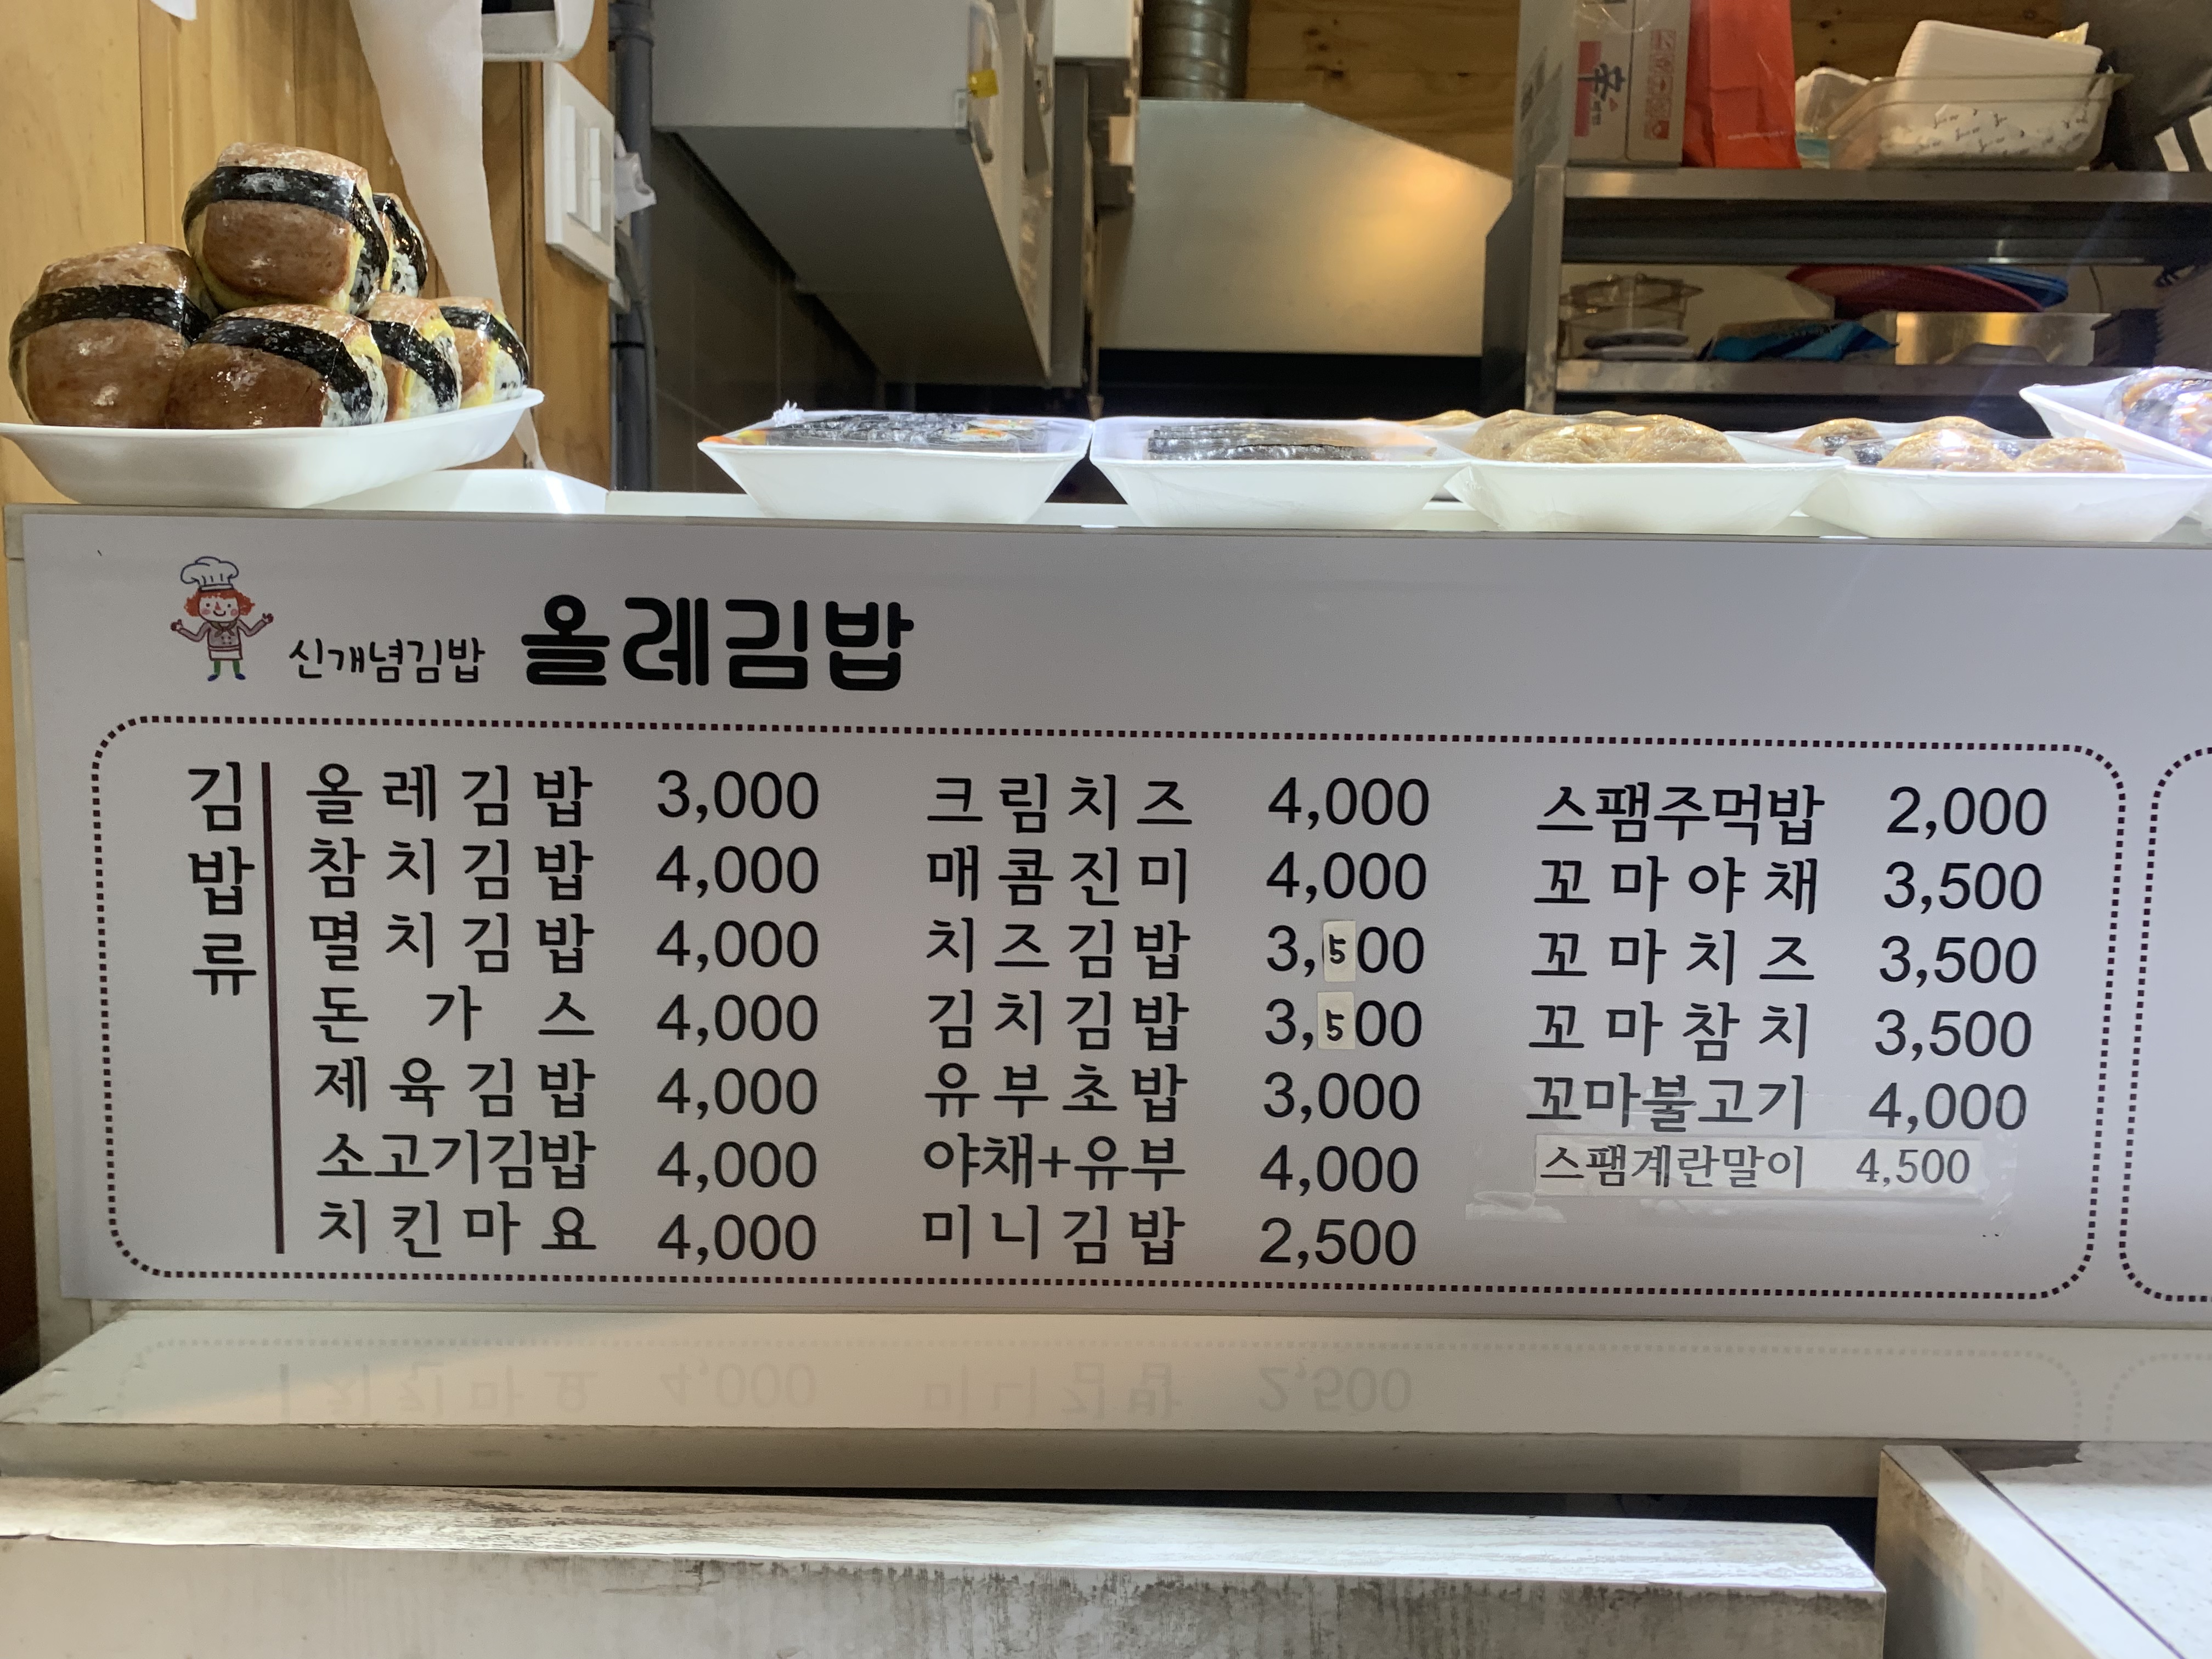 신개념김밥 올레김밥
김밥류
올레김밥 3,000
참치김밥 4,000
멸치김밥 4,000
돈가스 4,000
제육김밥 4,000
소고기김밥 4,000
치킨마요 4,000
크림치즈 4,000
매콤진미 4,000
치즈김밥 3,500
김치김밥 3,500
유부초밥 3,000
야채+유부 4,000
미니김밥 2,500
스팸주먹밥 2,000
꼬마야채 3,500
꼬마치즈 3,500
꼬마참치 3,500
꼬마불고기 4,000
스팸계란말이 4,500